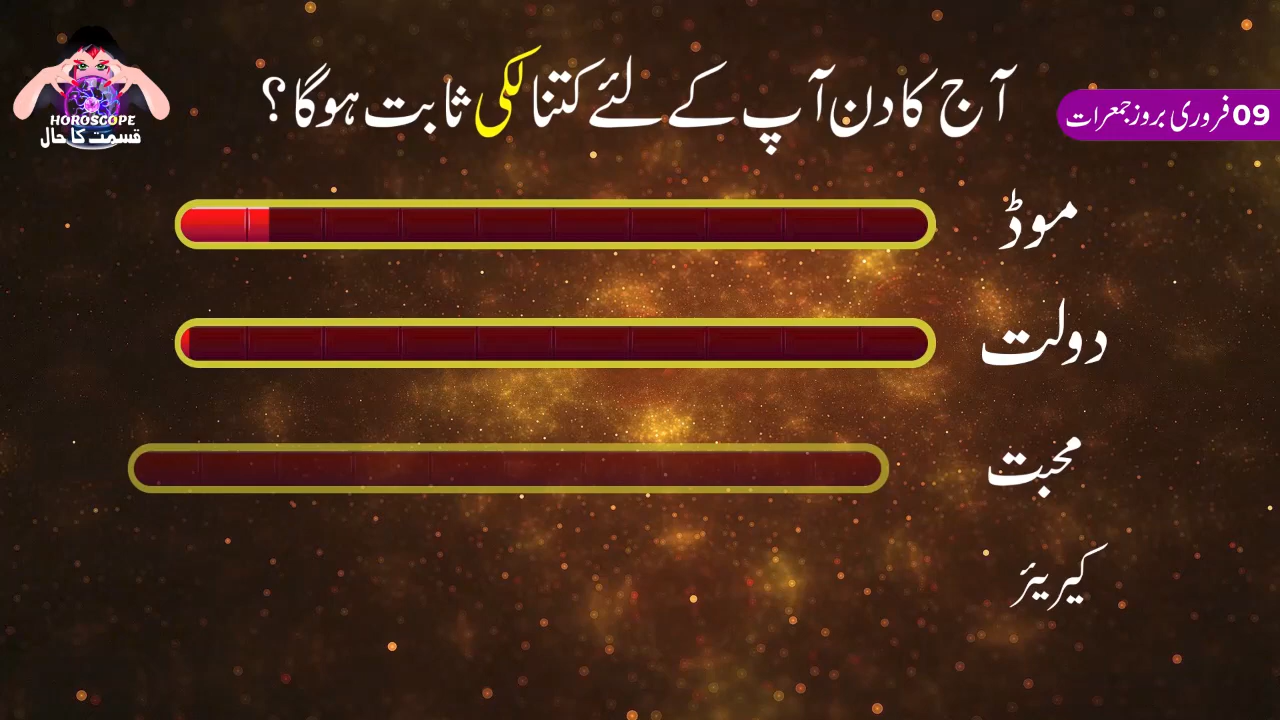 HOROSCOPE
قسمت کا حال
آج کا دن آپ کے لئے کتنا لکی ثابت ہوگا؟
09 فروری بروز جمعرات
موڈ
دولت
محبت
کیریئر